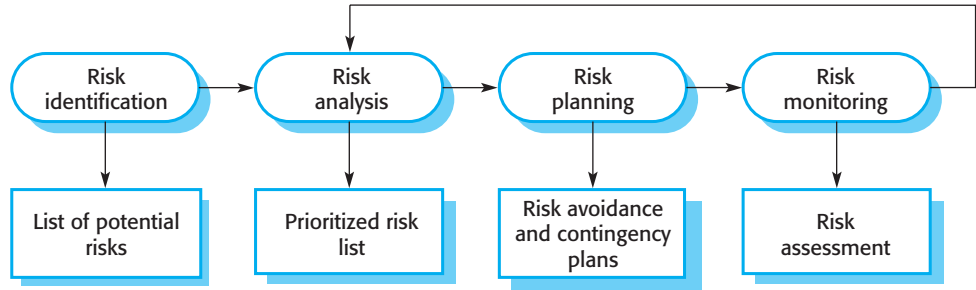 Risk
identification
Risk
analysis
Risk
planning
Risk
monitoring
List of potential
risks
Prioritized risk
list
Risk avoidance
and contingency
plans
Risk
assessment